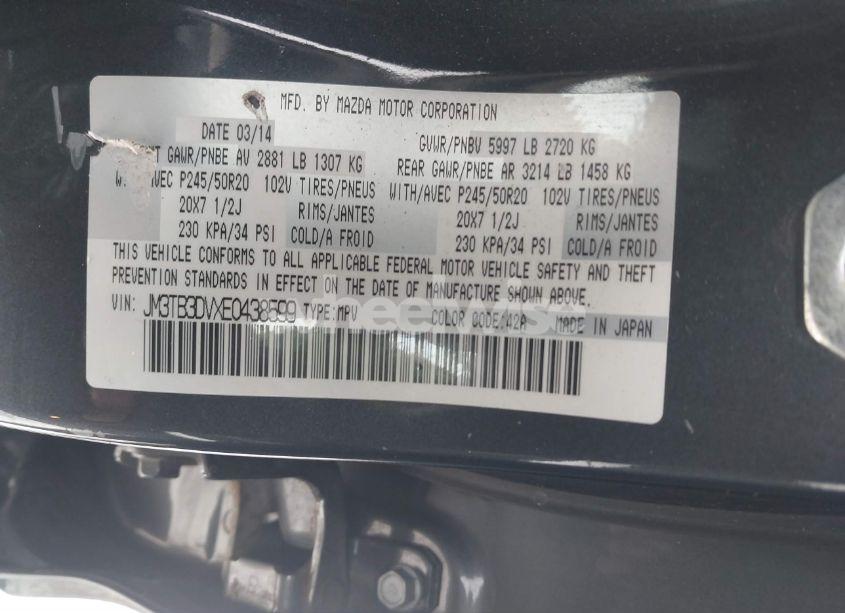 MFD. BY MAZDA MOTOR CORPORATION
DATE 03/14 GVWR/PNBV 5997 LB 2720 KG
T GAWR/PNBE AV 2881 LB 1307 KG REAR GAWR/PNBE AR 3214 LB 1458 KG
AVEC P245/50R20 102V TIRES/PNEUS WITH/AVEC P245/50R20 102V TIRES/PNEUS
20X7 1/2J RIMS/JANTES 20X7 1/2J RIMS/JANTES
230 KPA/34 PSI COLD/A FROID 230 KPA/34 PSI COLD/A FROID
THIS VEHICLE CONFORMS TO ALL APPLICABLE FEDERAL MOTOR VEHICLE SAFETY AND THEFT
PREVENTION STANDARDS IN EFFECT ON THE DATE OF MANUFACTURE SHOWN ABOVE.
VIN: JM3TB3DVXE0438599 TYPE:MPV COLOR CODE:42A MADE IN JAPAN